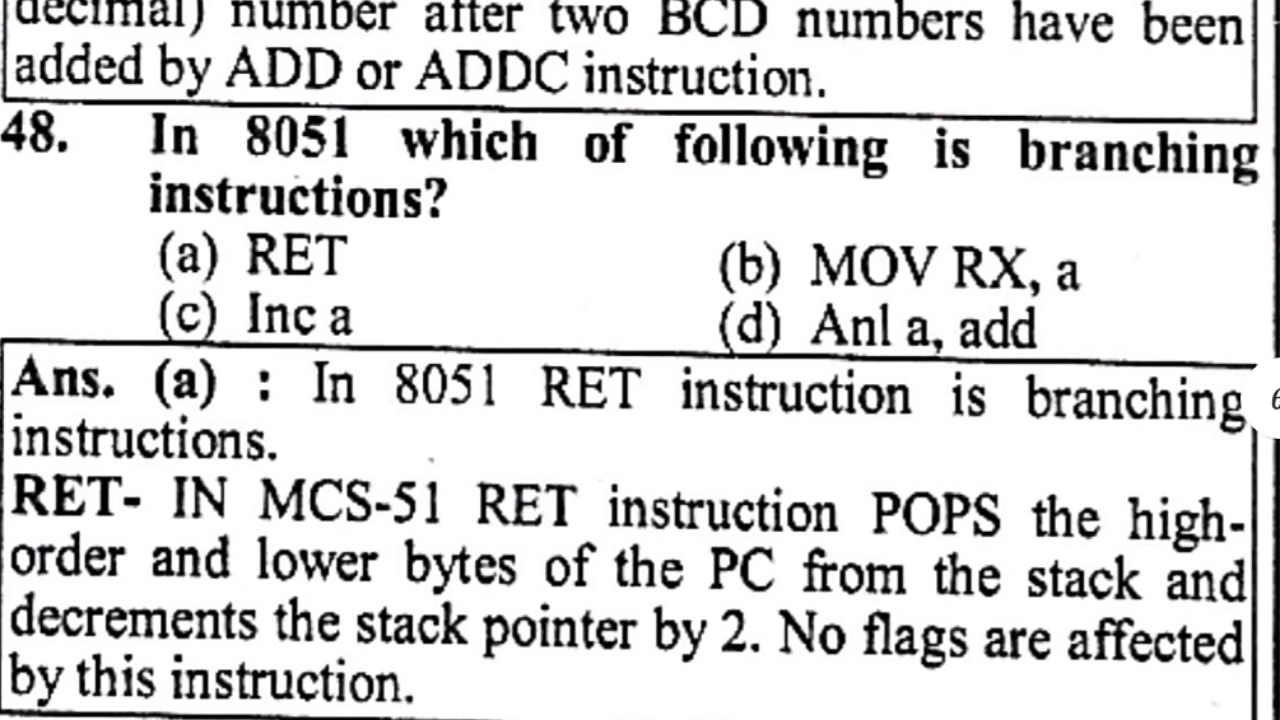 decimal) number after two BCD numbers have been
added by ADD or ADDC instruction.
48. In 8051 which of following is branching
instructions?
(a) RET (b) MOV RX, a
(c) Inc a (d) Anl a, add
Ans. (a) : In 8051 RET instruction is branching
instructions.
RET- IN MCS-51 RET instruction POPS the high-
order and lower bytes of the PC from the stack and
decrements the stack pointer by 2. No flags are affected
by this instruction.